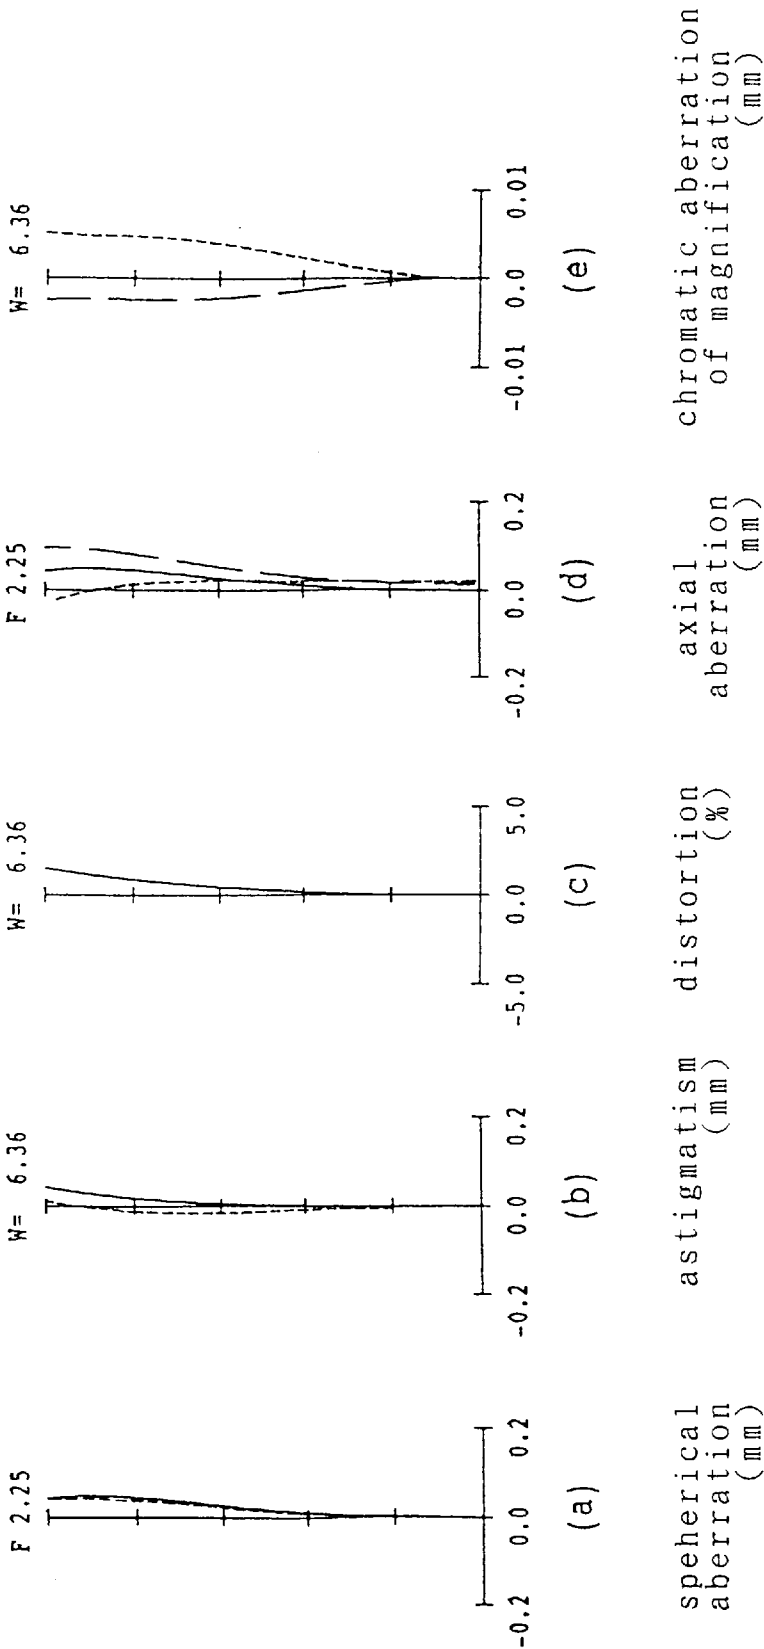 F 2.25
-0.2 0.0 0.2
(a)
speherical
aberration
(mm)
W= 6.36
-0.2 0.0 0.2
(b)
astigmatism
(mm)
W= 6.36
-5.0 0.0 5.0
(c)
distortion
(%)
F 2.25
-0.2 0.0 0.2
(d)
axial
aberration
(mm)
W= 6.36
-0.01 0.0 0.01
(e)
chromatic aberration
of magnification
(mm)